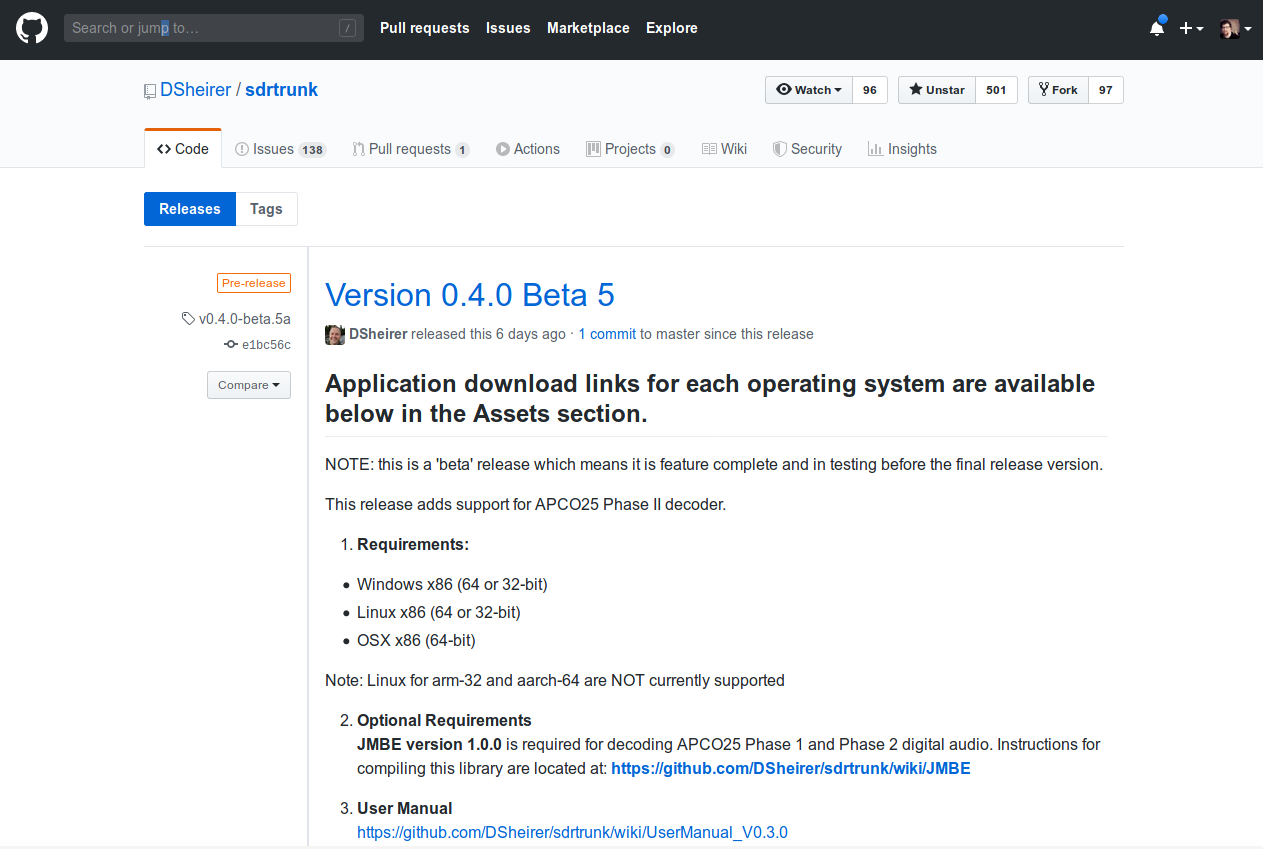 Search or jump to… /
Pull requests Issues Marketplace Explore
DSheirer / sdrtrunk
Watch 96 Unstar 501 Fork 97
Code Issues 138 Pull requests 1 Actions Projects 0 Wiki Security Insights
Releases Tags
Pre-release
v0.4.0-beta.5a
e1bc56c
Compare
Version 0.4.0 Beta 5
DSheirer released this 6 days ago · 1 commit to master since this release
Application download links for each operating system are available
below in the Assets section.
NOTE: this is a 'beta' release which means it is feature complete and in testing before the final release version.
This release adds support for APCO25 Phase II decoder.
1. Requirements:
• Windows x86 (64 or 32-bit)
• Linux x86 (64 or 32-bit)
• OSX x86 (64-bit)
Note: Linux for arm-32 and aarch-64 are NOT currently supported
2. Optional Requirements
JMBE version 1.0.0 is required for decoding APCO25 Phase 1 and Phase 2 digital audio. Instructions for
compiling this library are located at: https://github.com/DSheirer/sdrtrunk/wiki/JMBE
3. User Manual
https://github.com/DSheirer/sdrtrunk/wiki/UserManual_V0.3.0